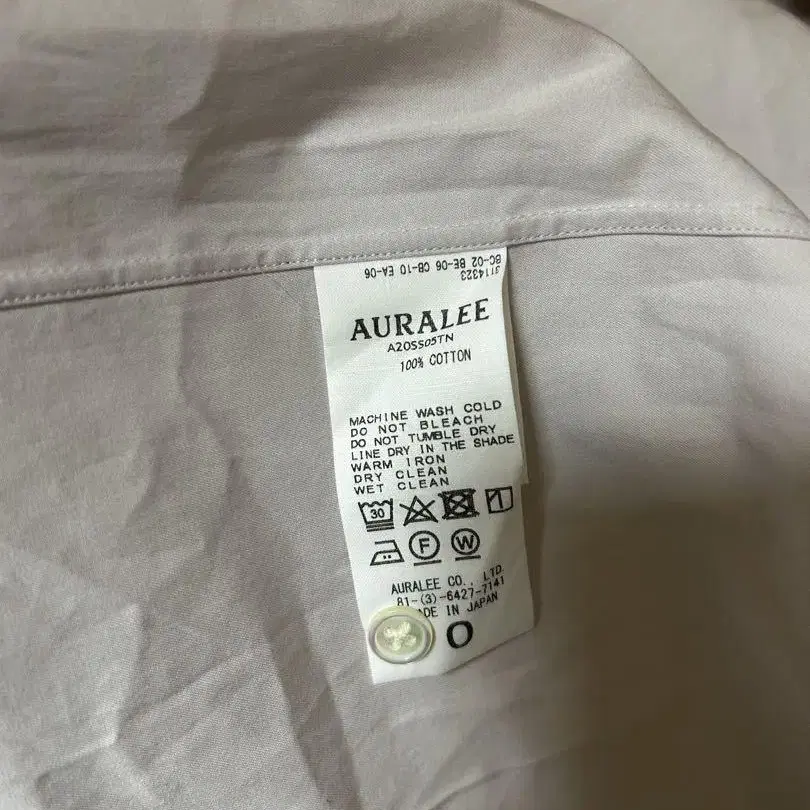 3114323
BC-02 BE-06 CB-10 EA-06
AURALEE
A20SS05TN
100% COTTON
MACHINE WASH COLD
DO NOT BLEACH
DO NOT TUMBLE DRY
LINE DRY IN THE SHADE
WARM IRON
DRY CLEAN
WET CLEAN
30
F W
AURALEE CO., LTD.
81-(3)-6427-7141
DE IN JAPAN
0